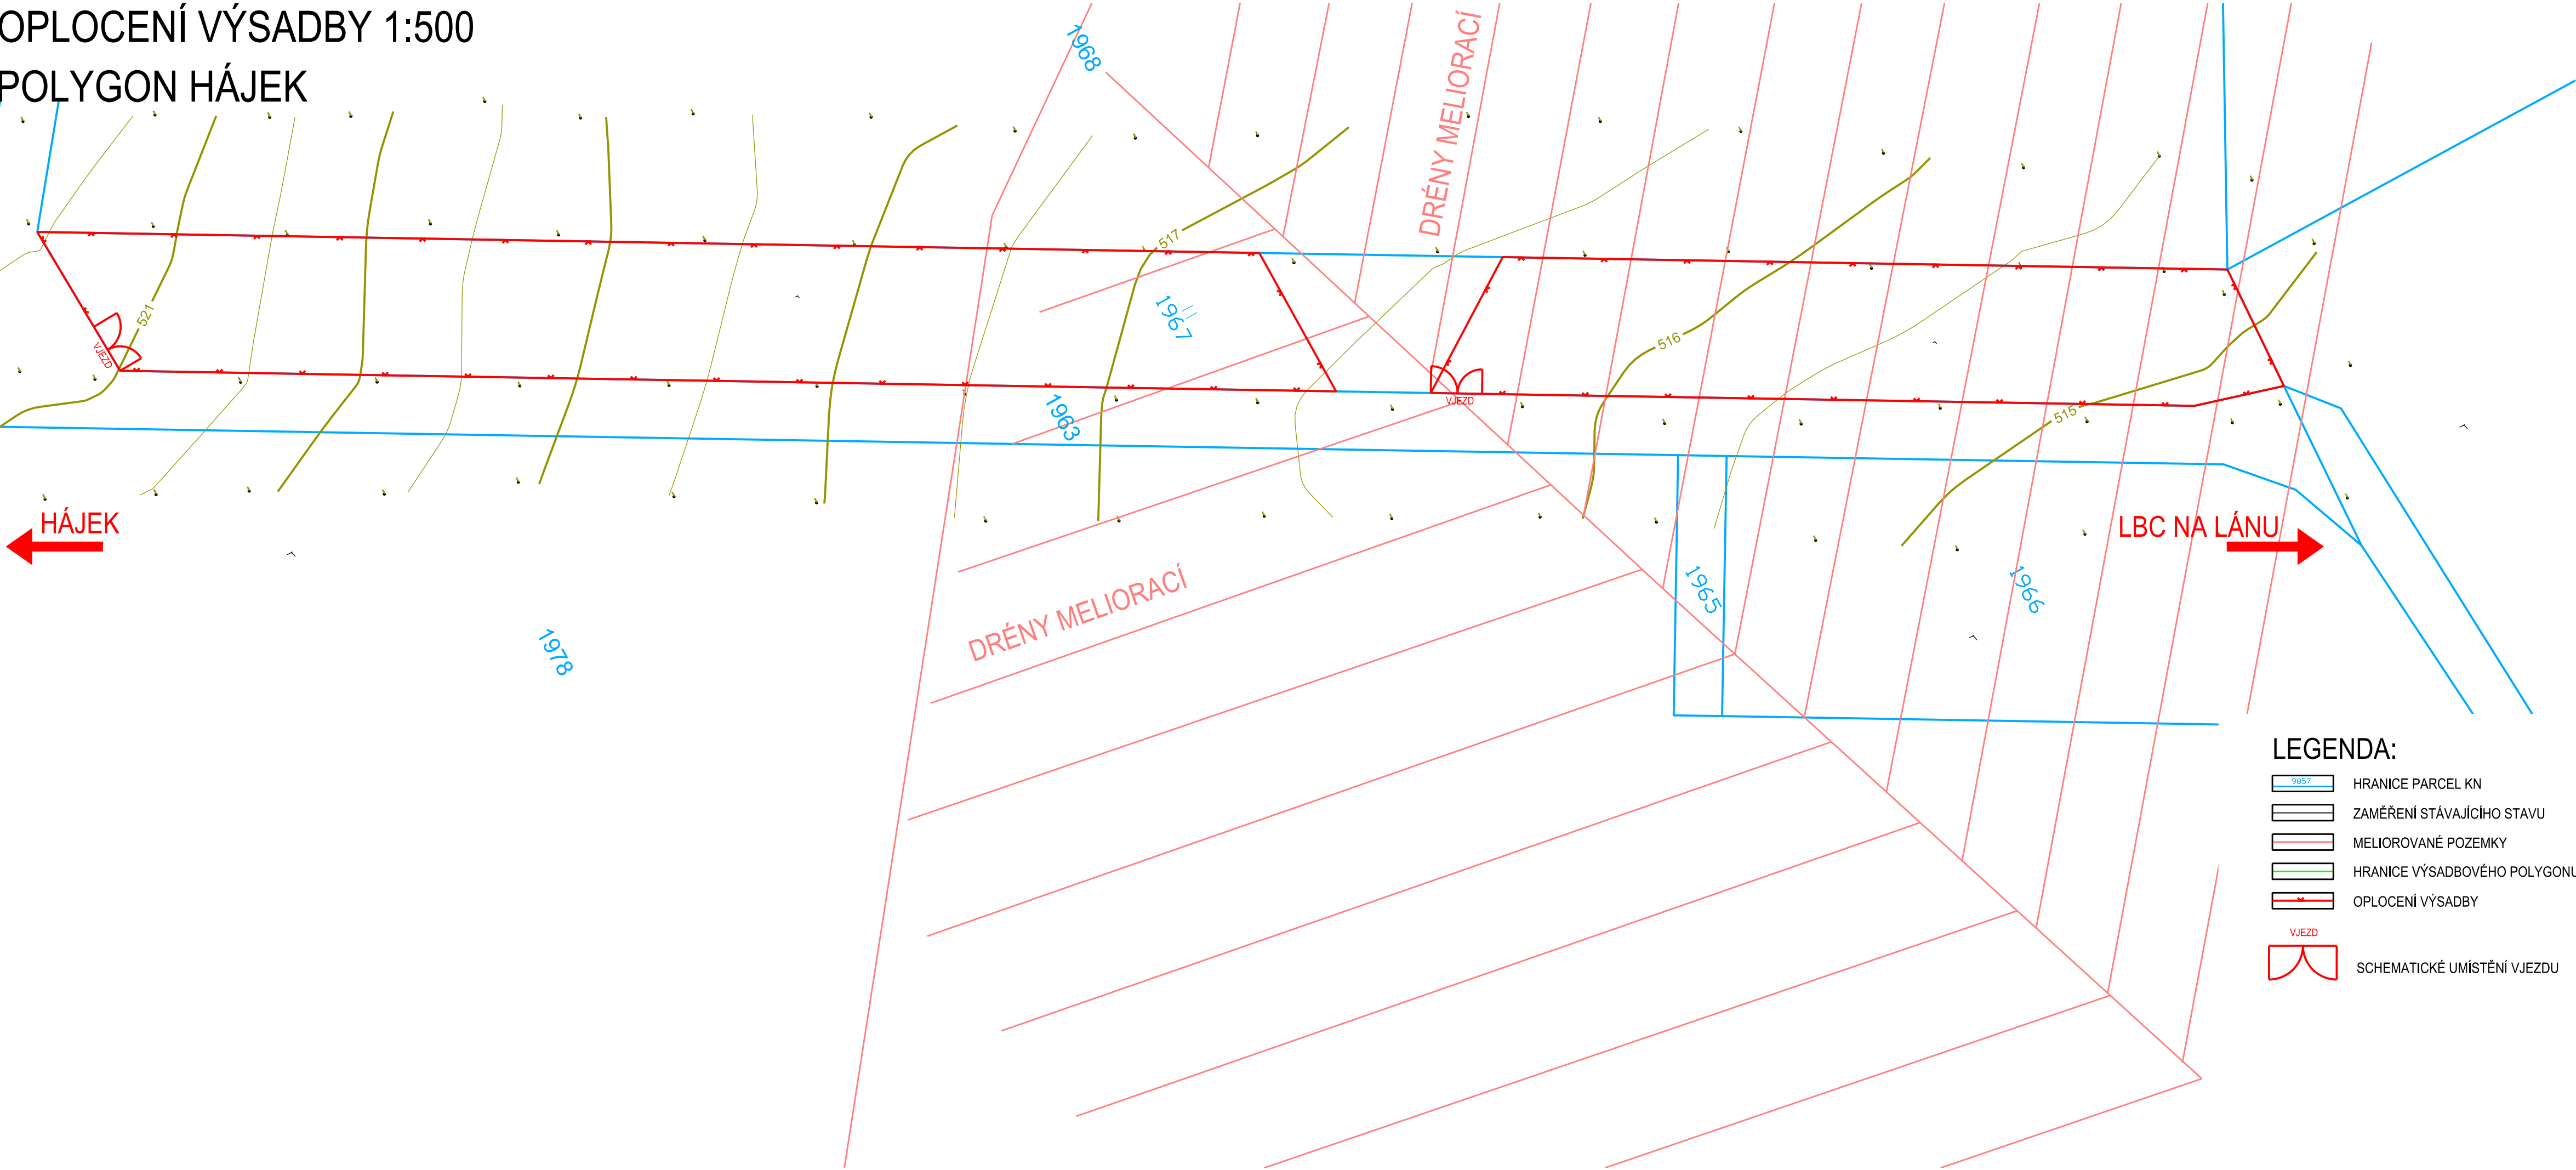 OPLOCENÍ VÝSADBY 1:500
POLYGON HÁJEK
1968
DRÉNY MELIORACÍ
517
521
1967
516
VJEZD
VJEZD
1963
515
HÁJEK
LBC NA LÁNU
DRÉNY MELIORACÍ
1965
1966
1978
LEGENDA:
9857
HRANICE PARCEL KN
ZAMĚŘENÍ STÁVAJÍCÍHO STAVU
MELIOROVANÉ POZEMKY
HRANICE VÝSADBOVÉHO POLYGONU
OPLOCENÍ VÝSADBY
VJEZD
SCHEMATICKÉ UMÍSTĚNÍ VJEZDU